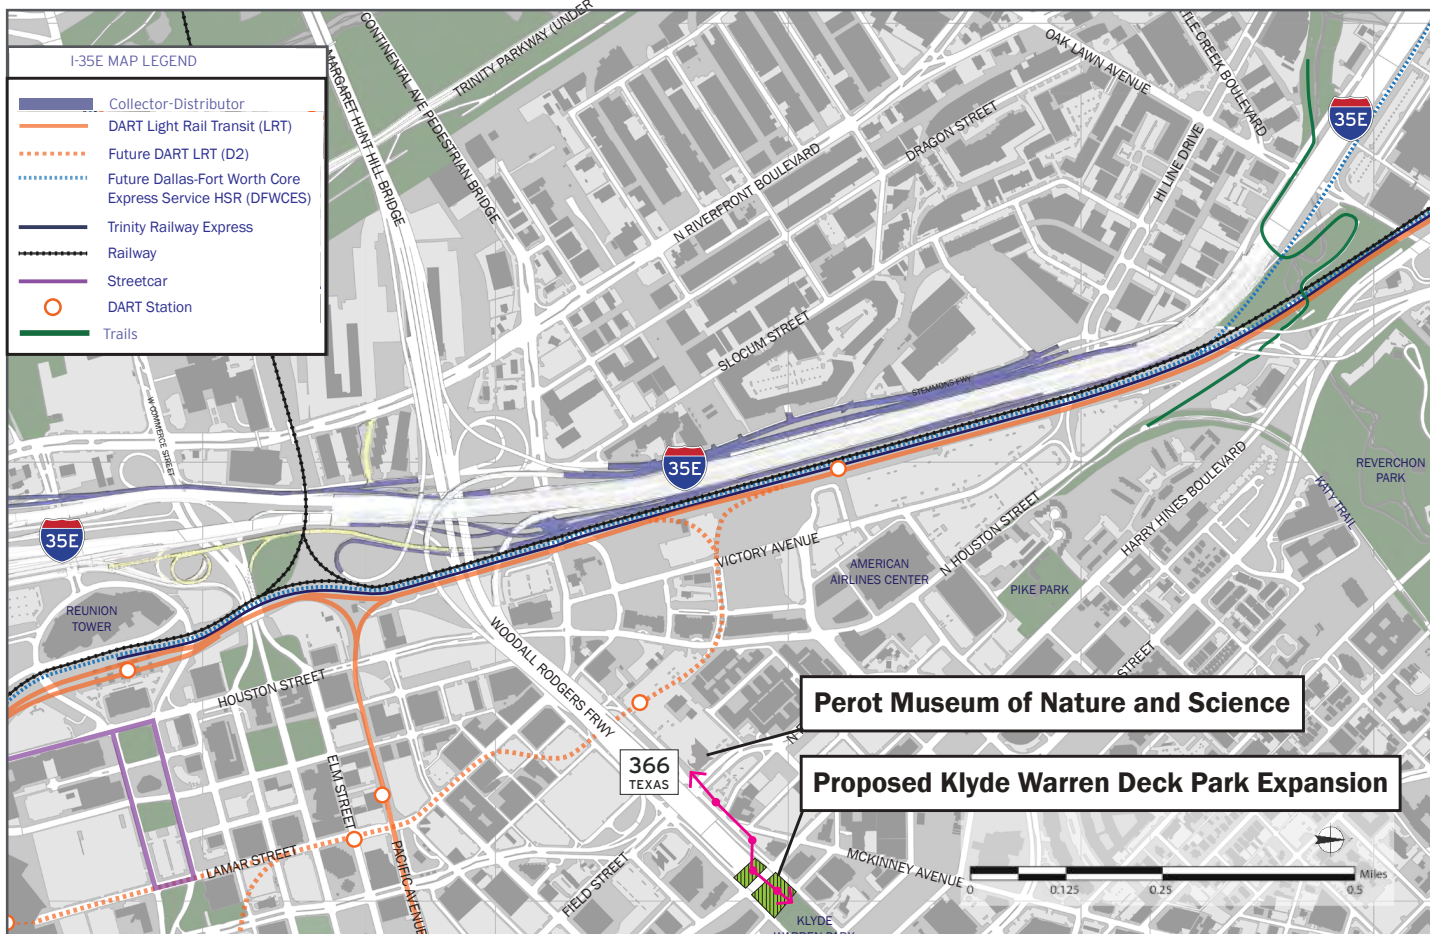 I-35E MAP LEGEND
Collector-Distributor
DART Light Rail Transit (LRT)
Future DART LRT (D2)
Future Dallas-Fort Worth Core
Express Service HSR (DFWCES)
Trinity Railway Express
Railway
Streetcar
DART Station
Trails
MARGARET HUNT HILL BRIDGE
CONTINENTAL AVE PEDESTRIAN BRIDGE
TRINITY PARKWAY (UNDER
OAK LAWN AVENUE
TLE CREEK BOULEVARD
35E
DRAGON STREET
HI LINE DRIVE
N RIVERFRONT BOULEVARD
SLOCUM STREET
STEMMONS FWY
W COMMERCE STREET
35E
35E
REVERCHON
PARK
KATY TRAIL
HARRY HINES BOULEVARD
N HOUSTON STREET
VICTORY AVENUE
AMERICAN
AIRLINES CENTER
PIKE PARK
REUNION
TOWER
WOODALL RODGERS FRWY
HOUSTON STREET
STREET
Perot Museum of Nature and Science
N
366
TEXAS
Proposed Klyde Warren Deck Park Expansion
ELM STREET
LAMAR STREET
PACIFIC AVENUE
FIELD STREET
MCKINNEY AVENUE
Miles
0 0.125 0.25 0.5
KLYDE
WARREN PARK